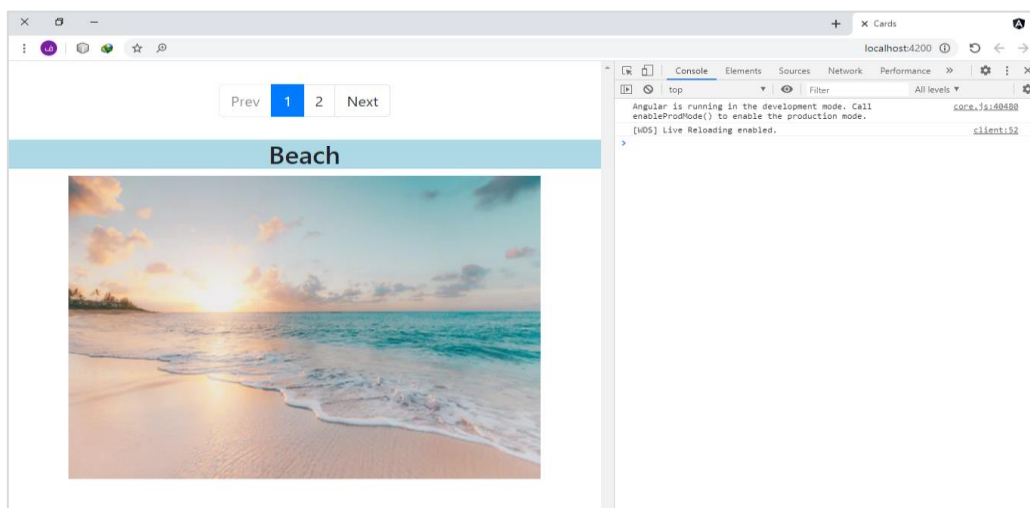 Cards
localhost:4200
ف
Prev 1 2 Next
Beach
Console Elements Sources Network Performance »
top Filter All levels
Angular is running in the development mode. Call core.js:40480
enableProdMode() to enable the production mode.
[WDS] Live Reloading enabled. client:52